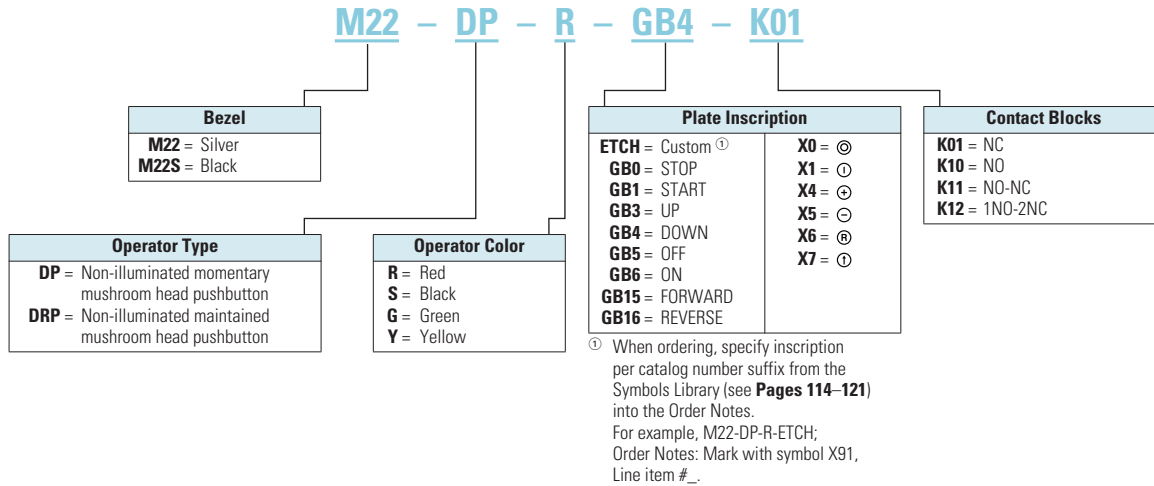 M22 – DP – R – GB4 – K01
Bezel
M22 = Silver
M22S = Black
Operator Type
DP = Non-illuminated momentary
mushroom head pushbutton
DRP = Non-illuminated maintained
mushroom head pushbutton
Operator Color
R = Red
S = Black
G = Green
Y = Yellow
Plate Inscription
ETCH = Custom ①
GB0 = STOP
GB1 = START
GB3 = UP
GB4 = DOWN
GB5 = OFF
GB6 = ON
GB15 = FORWARD
GB16 = REVERSE
X0 = ◎
X1 = Ⓘ
X4 = ⊕
X5 = ⊖
X6 = Ⓡ
X7 = ⓵
① When ordering, specify inscription
per catalog number suffix from the
Symbols Library (see Pages 114–121)
into the Order Notes.
For example, M22-DP-R-ETCH;
Order Notes: Mark with symbol X91,
Line item #_.
Contact Blocks
K01 = NC
K10 = NO
K11 = NO-NC
K12 = 1NO-2NC